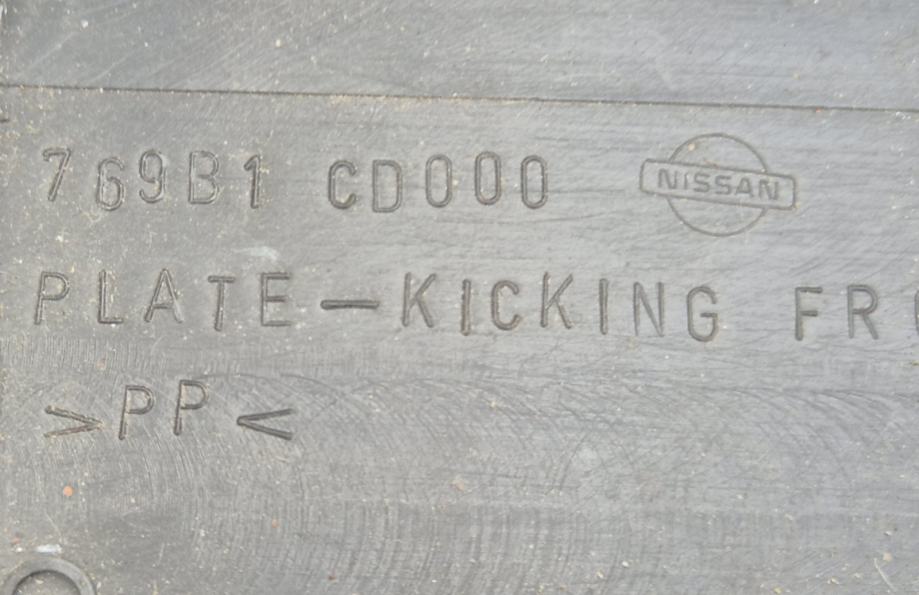 769B1 CD000 NISSAN
PLATE-KICKING FR
>PP<